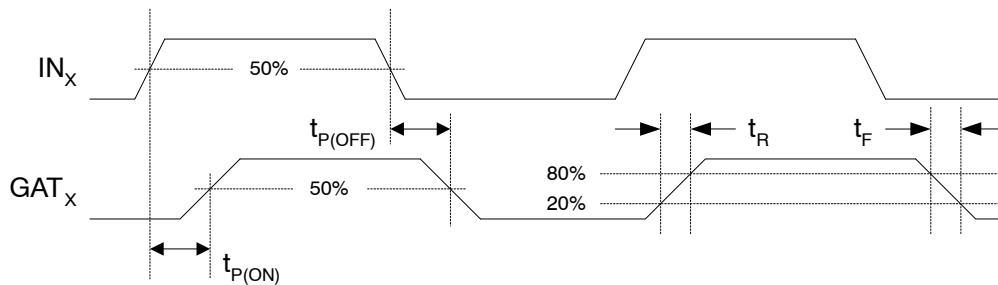 IN_X
50%
t_P(OFF)
t_R
t_F
GAT_X
50%
80%
20%
t_P(ON)